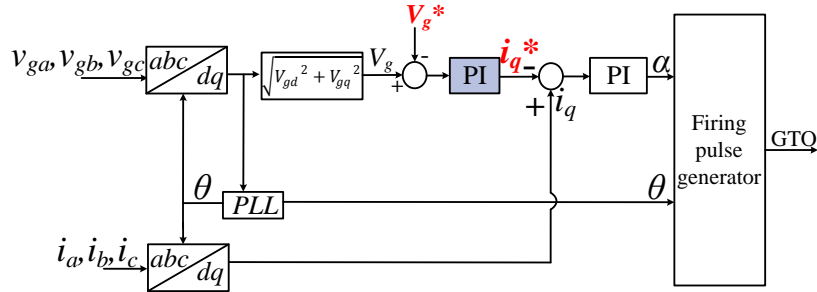 V_g*
v_ga,v_gb,v_gc
abc
dq
√(V_gd² + V_gq²)
V_g
-
+
PI
i_q*
-
+
i_q
PI
α
Firing
pulse
generator
GTO
θ
PLL
θ
i_a,i_b,i_c
abc
dq